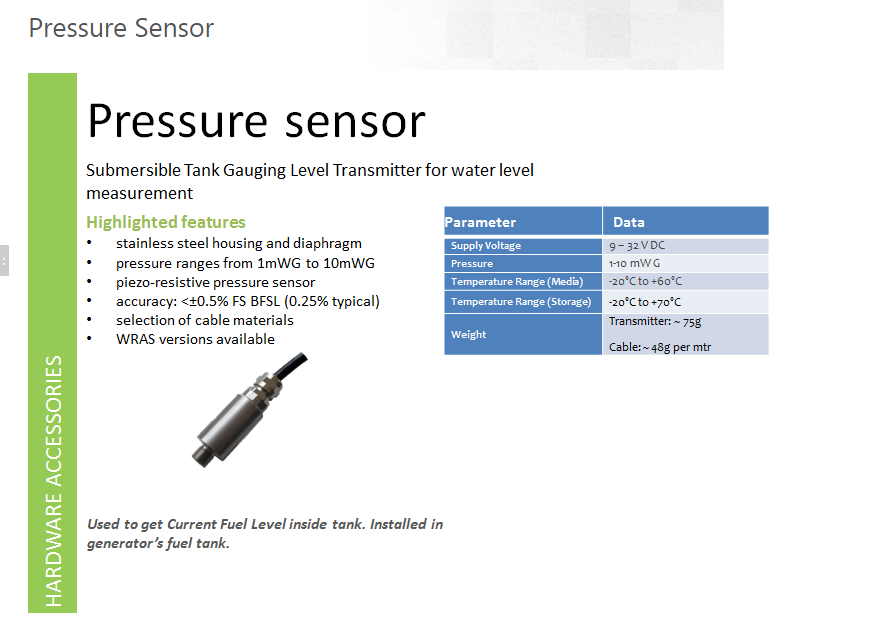 Pressure Sensor
Pressure sensor
Submersible Tank Gauging Level Transmitter for water level
measurement
Highlighted features
• stainless steel housing and diaphragm
• pressure ranges from 1mWG to 10mWG
• piezo-resistive pressure sensor
• accuracy: <±0.5% FS BFSL (0.25% typical)
• selection of cable materials
• WRAS versions available
Parameter Data
Supply Voltage 9 – 32 V DC
Pressure 1-10 mW G
Temperature Range (Media) -20°C to +60°C
Temperature Range (Storage) -20°C to +70°C
Weight Transmitter: ~ 75g
Cable: ~ 48g per mtr
HARDWARE ACCESSORIES
Used to get Current Fuel Level inside tank. Installed in
generator’s fuel tank.